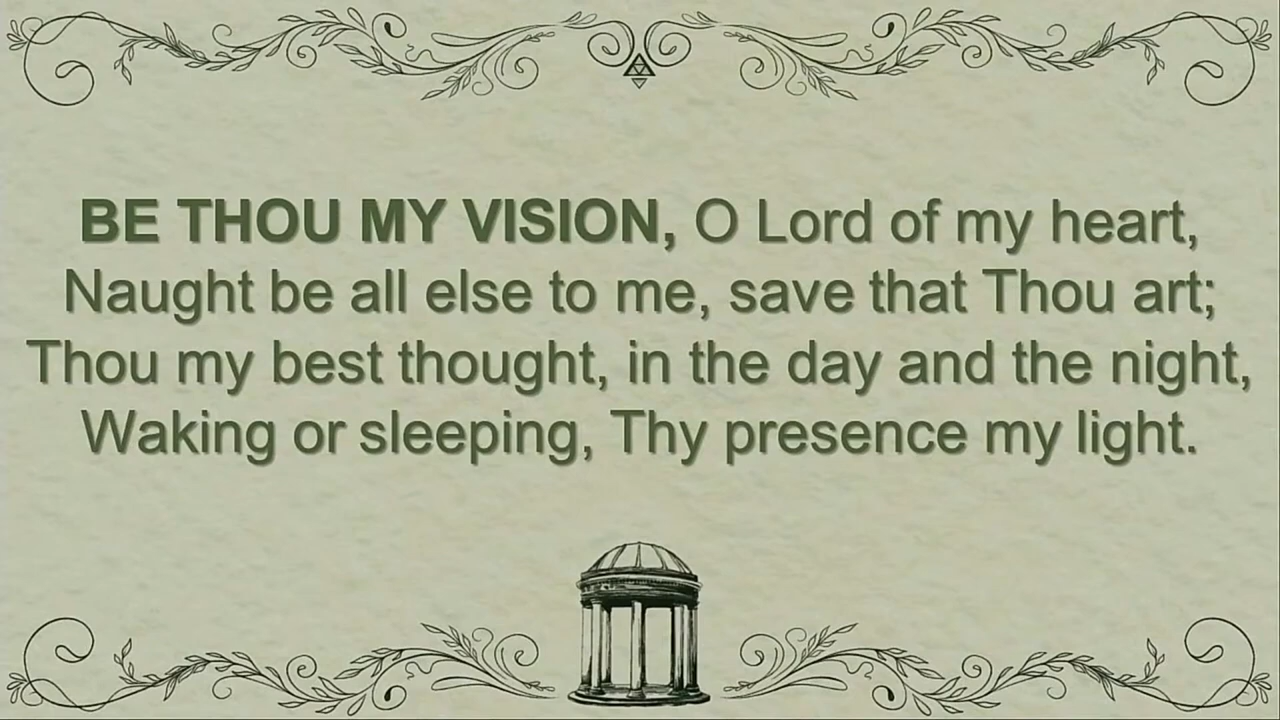 BE THOU MY VISION, O Lord of my heart,
Naught be all else to me, save that Thou art;
Thou my best thought, in the day and the night,
Waking or sleeping, Thy presence my light.